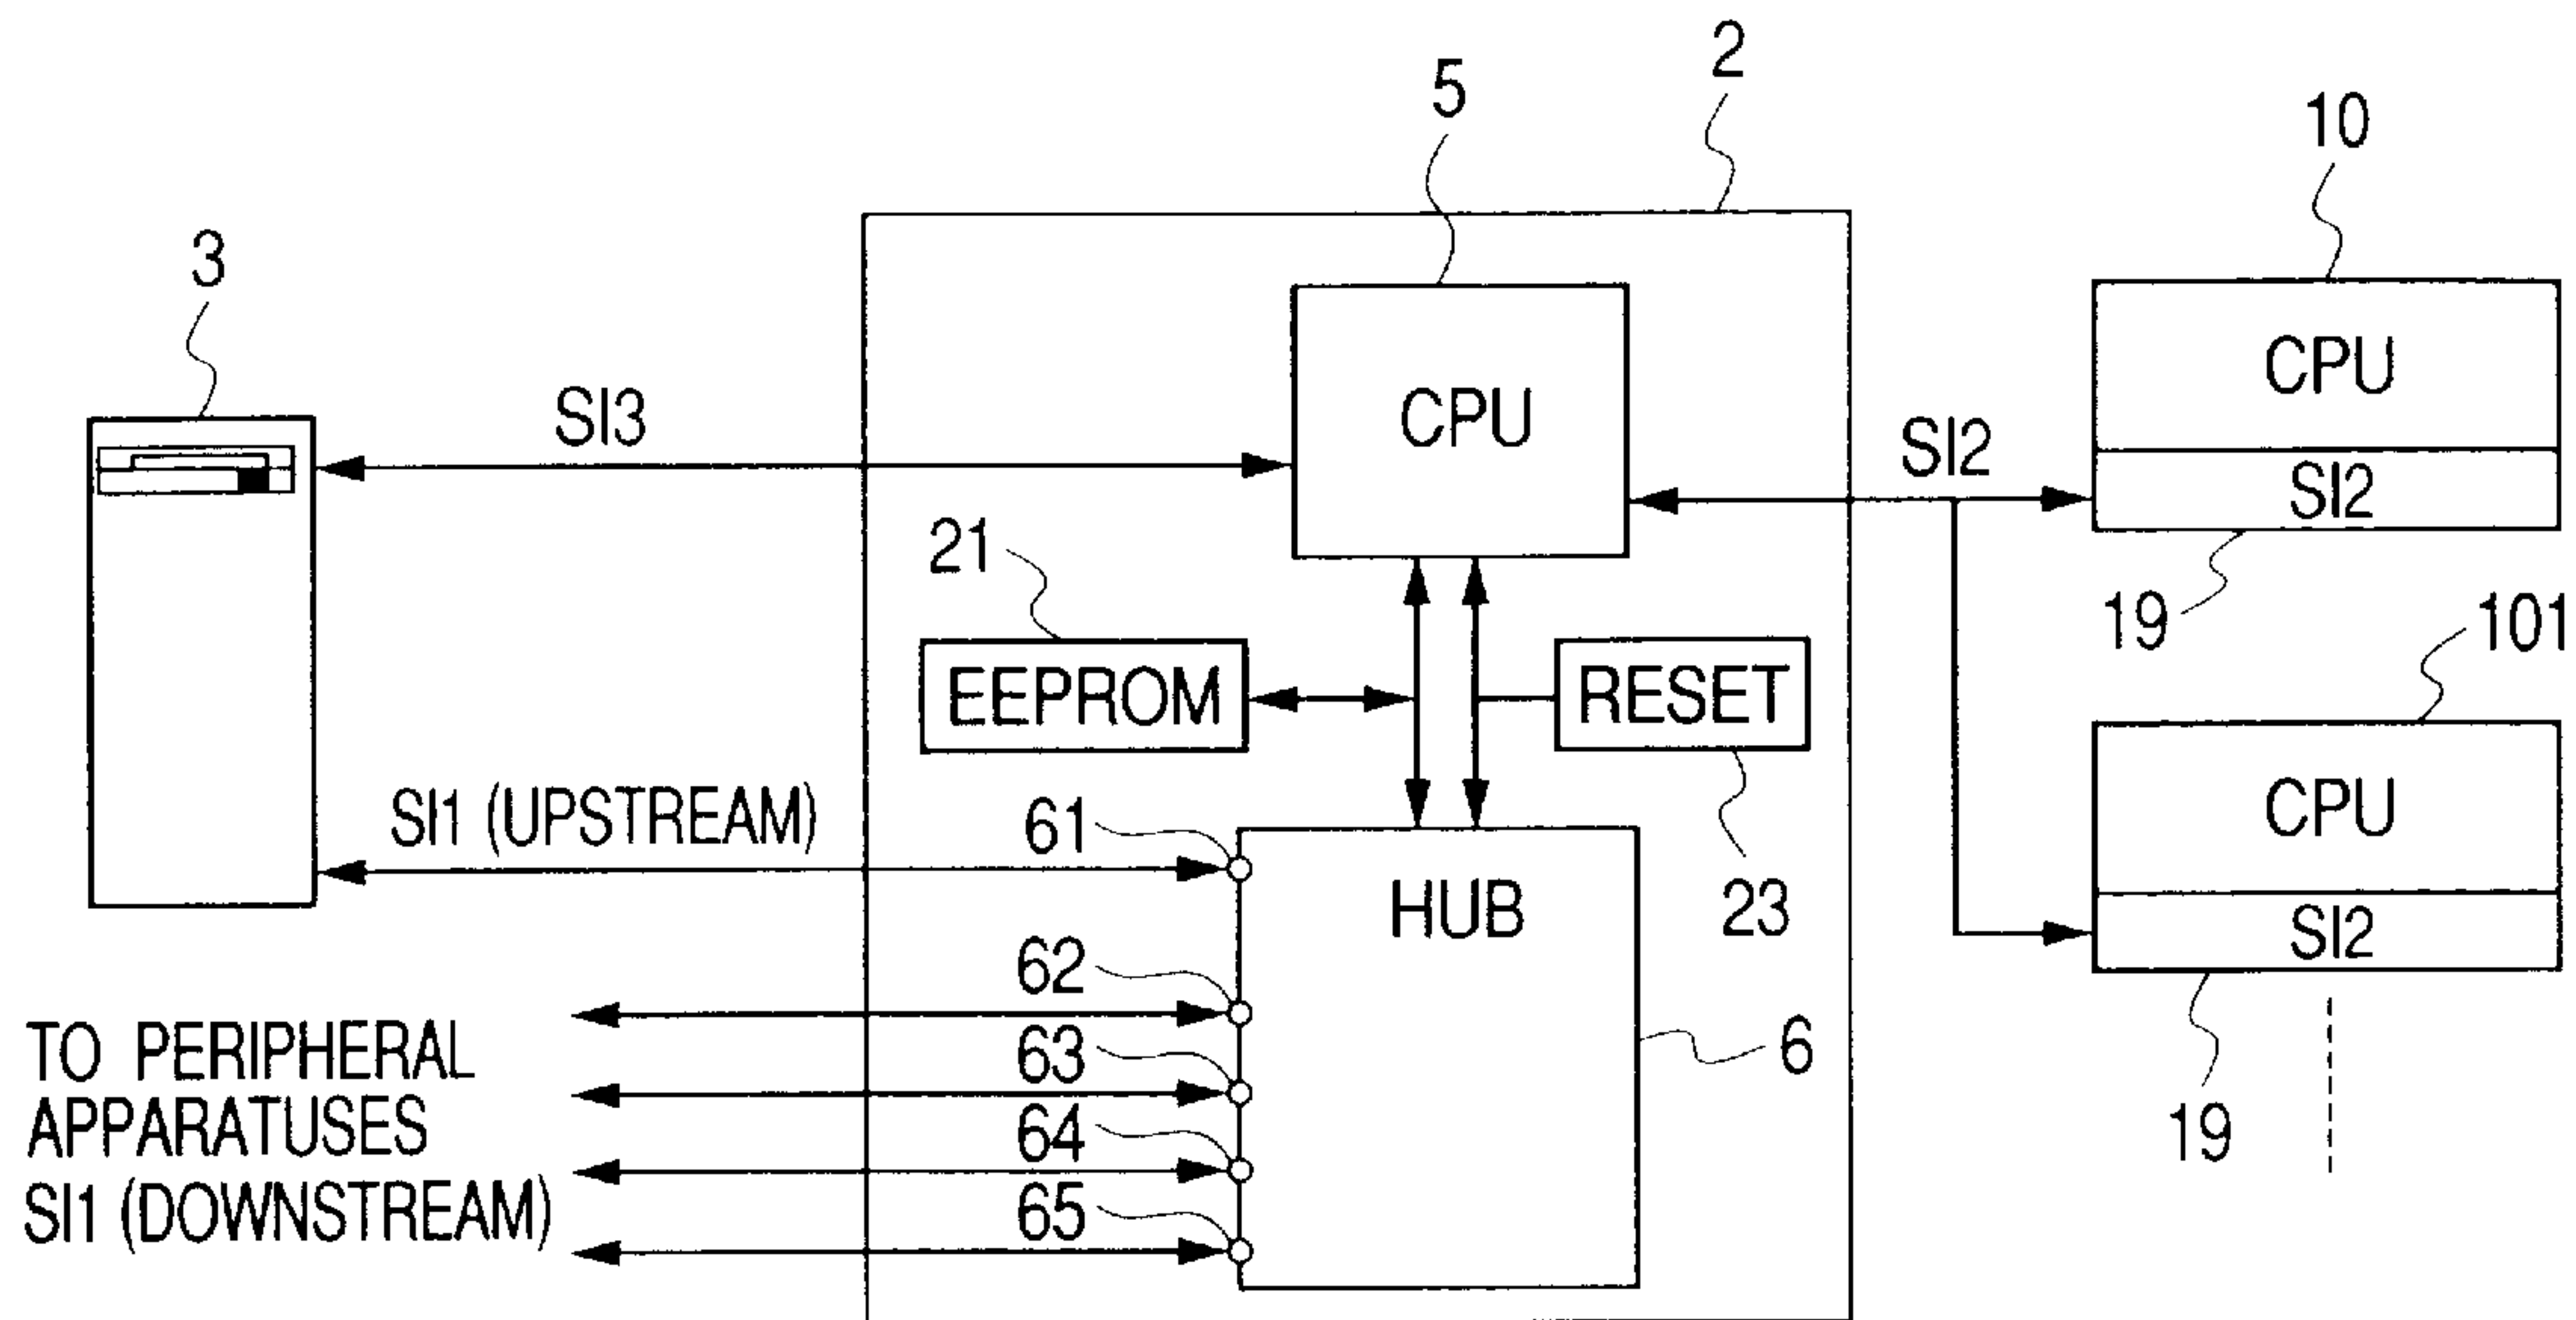 2
5
10
3
CPU
SI3
CPU
SI2
SI2
21
19
101
EEPROM
RESET
CPU
SI1 (UPSTREAM)
61
23
HUB
SI2
62
TO PERIPHERAL
APPARATUSES
SI1 (DOWNSTREAM)
63
6
64
19
65